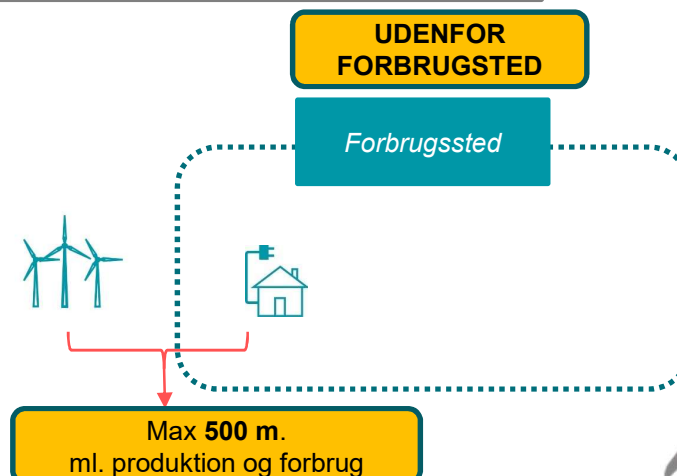 UDENFOR
FORBRUGSTED
Forbrugssted
Max 500 m.
ml. produktion og forbrug